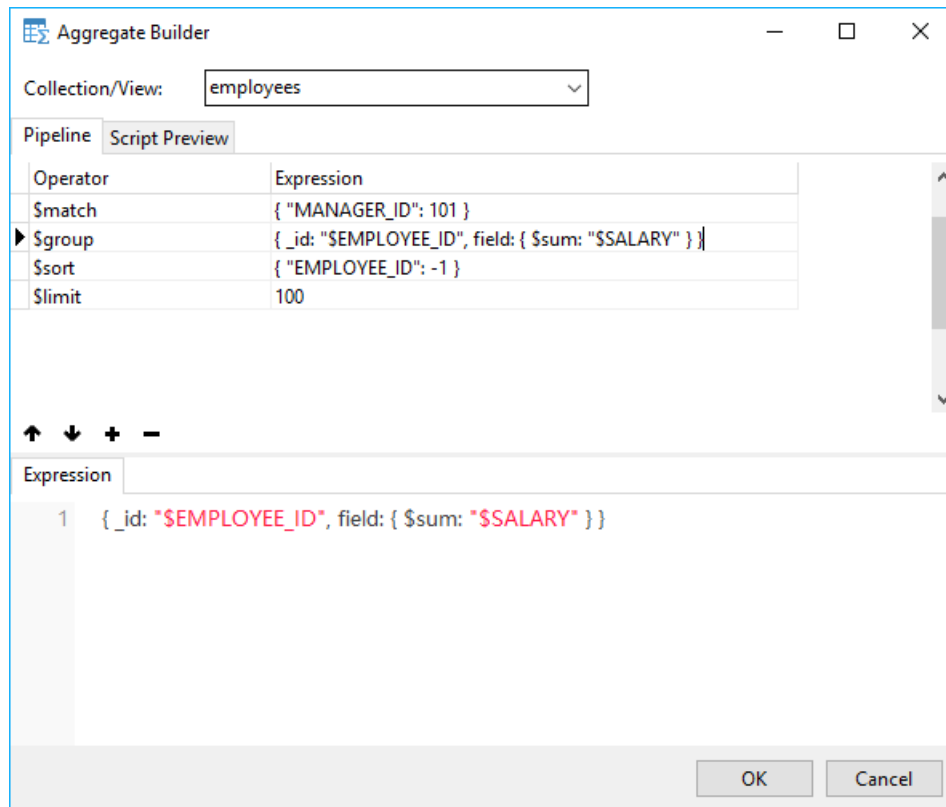 Aggregate Builder
Collection/View: employees
Pipeline Script Preview
Operator Expression
$match { "MANAGER_ID": 101 }
$group { _id: "$EMPLOYEE_ID", field: { $sum: "$SALARY" } }
$sort { "EMPLOYEE_ID": -1 }
$limit 100
Expression
1 { _id: "$EMPLOYEE_ID", field: { $sum: "$SALARY" } }
OK Cancel